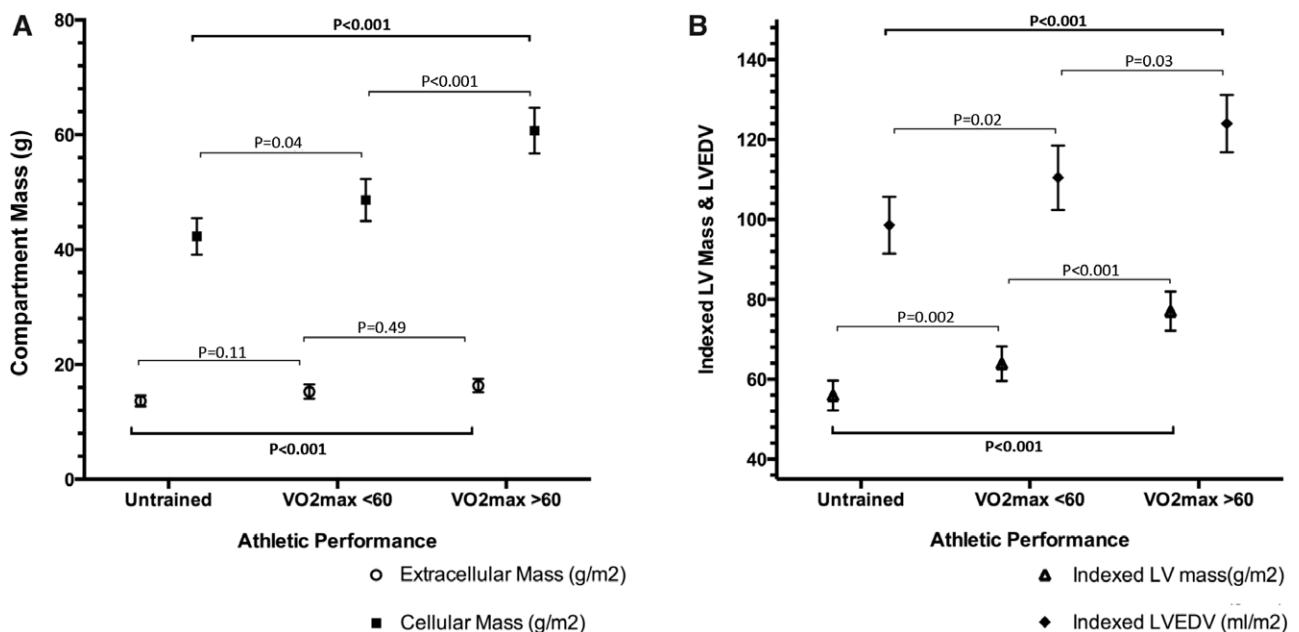 A
Compartment Mass (g)
80
60
40
20
0
P<0.001
P<0.001
P=0.04
P=0.49
P=0.11
P<0.001
Untrained
VO2max <60
VO2max >60
Athletic Performance
Extracellular Mass (g/m2)
Cellular Mass (g/m2)
B
Indexed LV Mass & LVEDV
140
120
100
80
60
40
P<0.001
P=0.03
P=0.02
P<0.001
P=0.002
P<0.001
Untrained
VO2max <60
VO2max >60
Athletic Performance
Indexed LV mass(g/m2)
Indexed LVEDV (ml/m2)